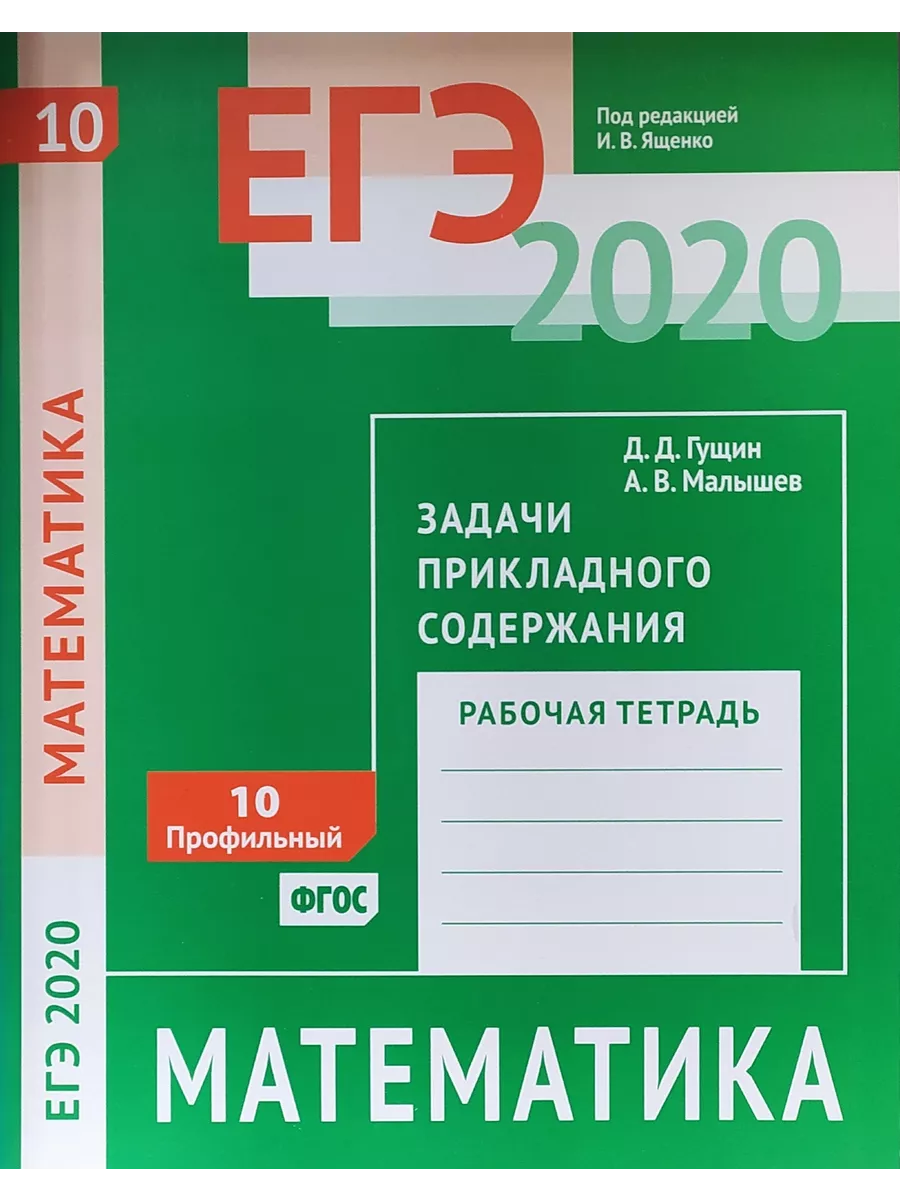 10
ЕГЭ
Под редакцией
И. В. Ященко
2020
Д. Д. Гущин
А. В. Малышев
ЗАДАЧИ
ПРИКЛАДНОГО
СОДЕРЖАНИЯ
РАБОЧАЯ ТЕТРАДЬ
10
Профильный
ФГОС
МАТЕМАТИКА
МАТЕМАТИКА
ЕГЭ 2020